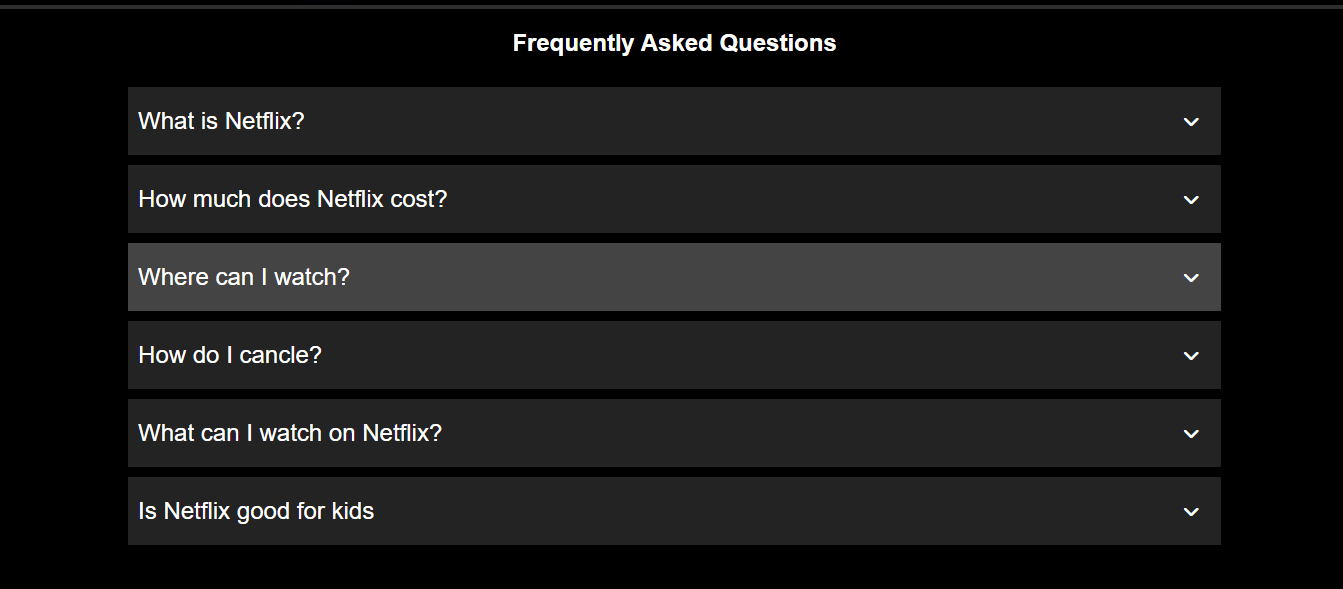 Frequently Asked Questions
What is Netflix?
How much does Netflix cost?
Where can I watch?
How do I cancle?
What can I watch on Netflix?
Is Netflix good for kids